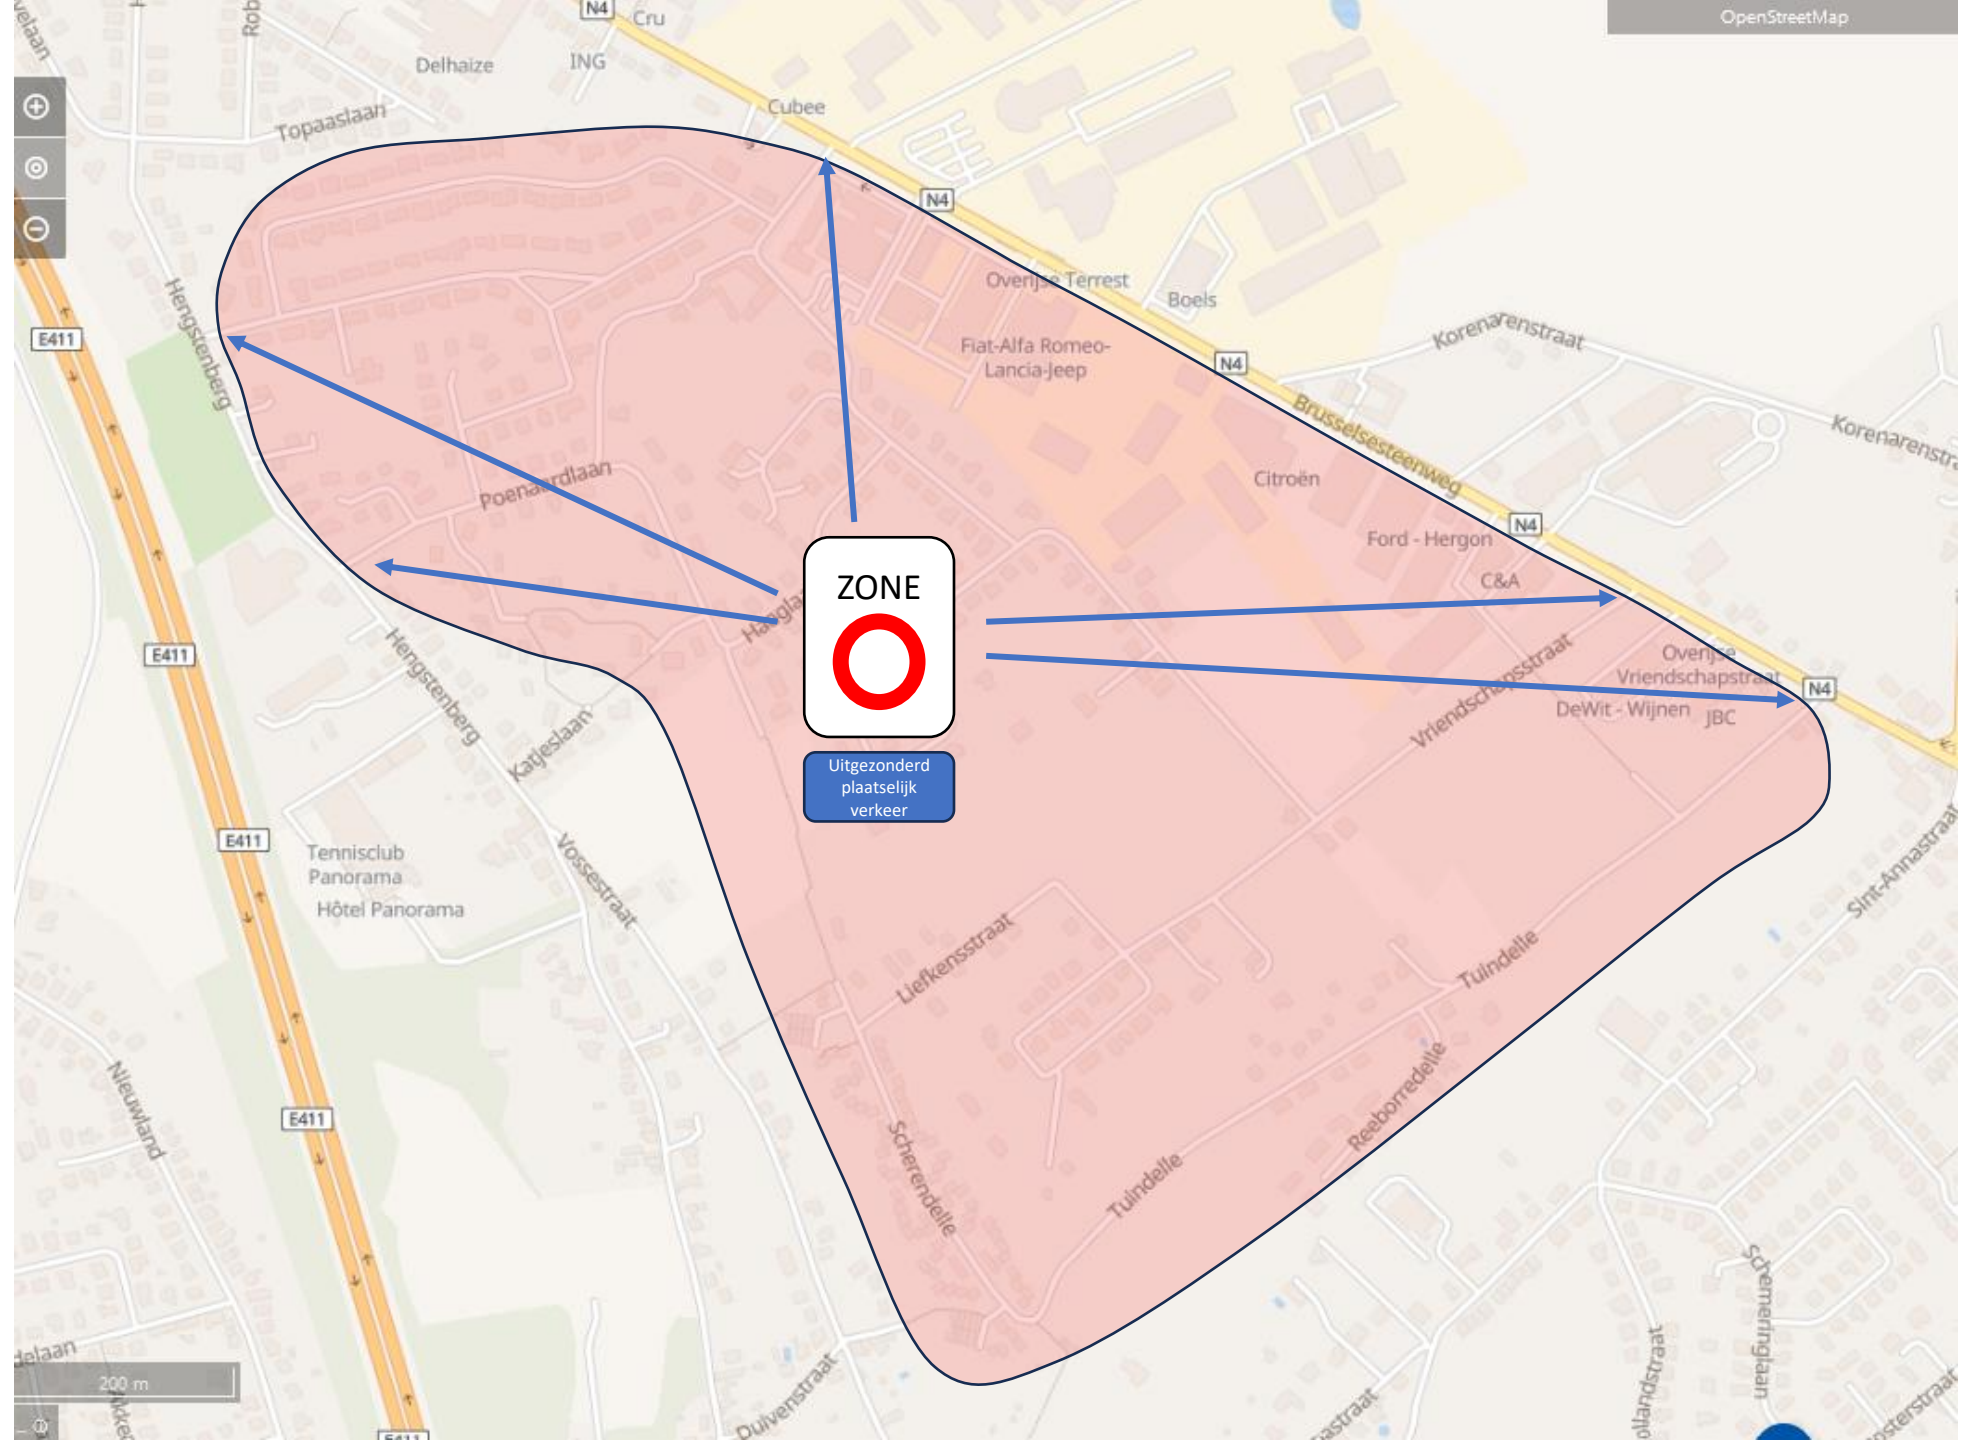 OpenStreetMap
N4
Cru
Delhaize
ING
Topaaslaan
Cubee
N4
Hengstenberg
E411
Overijse Terrest
Boels
Korenarenstraat
Fiat-Alfa Romeo-
Lancia-Jeep
N4
Brusselsesteenweg
Korenarenstra
Poenaardlaan
Citroën
N4
Ford - Hergon
C&A
ZONE
E411
Hengstenberg
Katjeslaan
Vriendschapsstraat
Overijse
Vriendschapstraat
N4
DeWit - Wijnen
JBC
Uitgezonderd
plaatselijk
verkeer
E411
Tennisclub
Panorama
Hôtel Panorama
Vossestraat
Sint-Annastraat
Liefkensstraat
Tuindelle
Nieuwland
E411
Reeborredelle
Scherendelle
Tuindelle
Schemeringlaan
delaan
200 m
Duivenstraat
E411